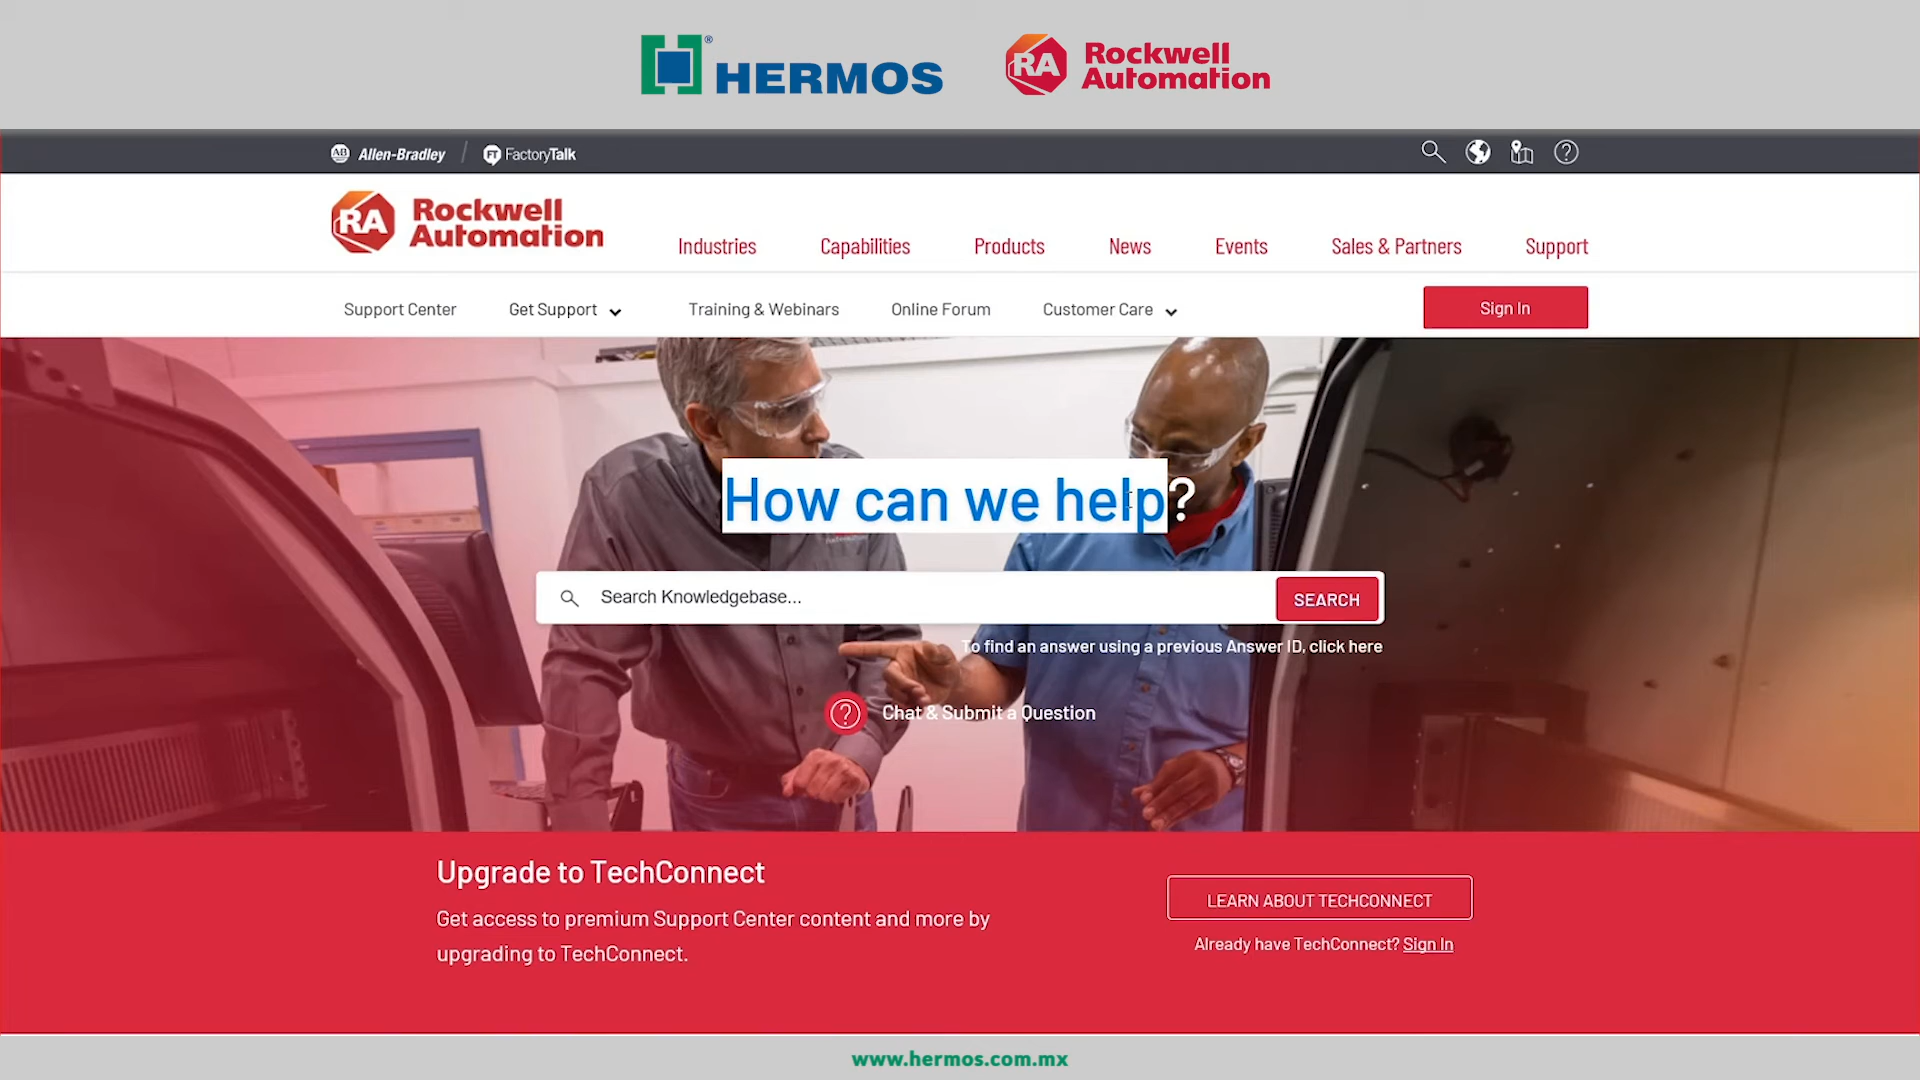 HERMOS®
RA Rockwell Automation
AB Allen-Bradley / FT FactoryTalk
RA Rockwell Automation
Industries Capabilities Products News Events Sales & Partners Support
Support Center Get Support Training & Webinars Online Forum Customer Care Sign In
How can we help?
Search Knowledgebase... SEARCH
To find an answer using a previous Answer ID, click here
Chat & Submit a Question
Upgrade to TechConnect
Get access to premium Support Center content and more by
upgrading to TechConnect.
LEARN ABOUT TECHCONNECT
Already have TechConnect? Sign In
www.hermos.com.mx